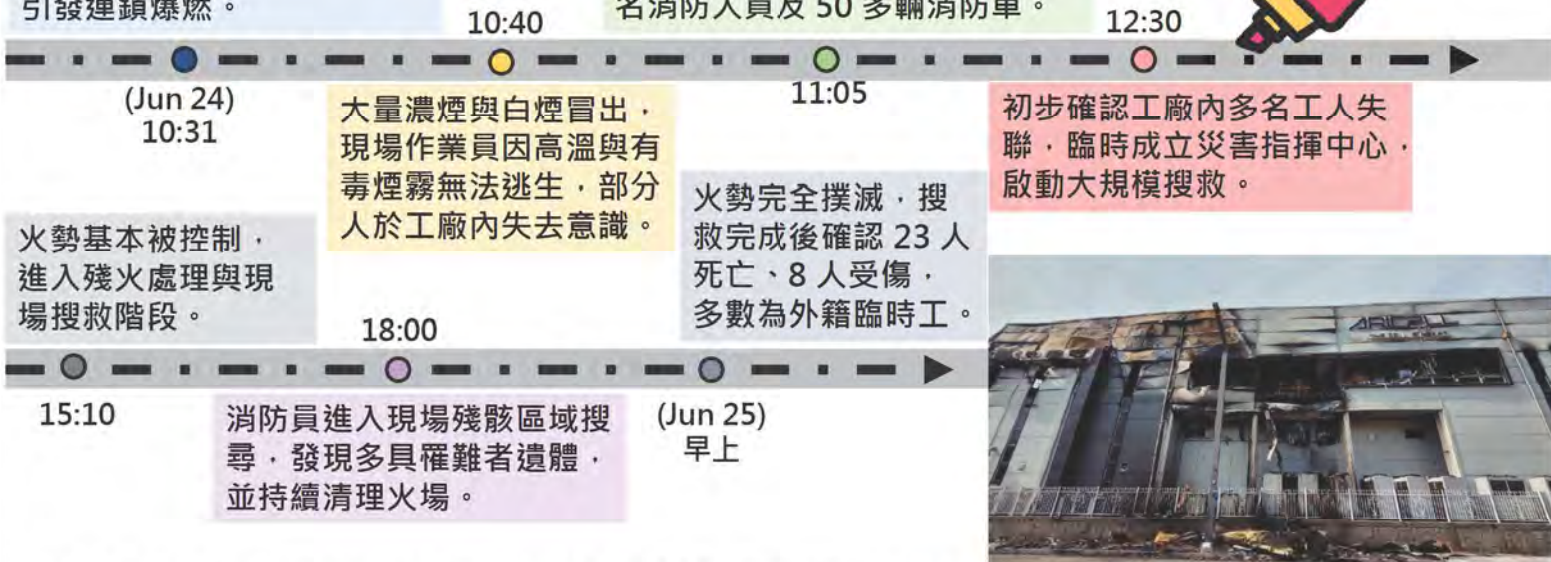 引發連鎖爆燃。
名消防人員及 50 多輛消防車。
10:40
12:30
(Jun 24)
10:31
大量濃煙與白煙冒出，
現場作業員因高溫與有
毒煙霧無法逃生，部分
人於工廠內失去意識。
11:05
初步確認工廠內多名工人失
聯，臨時成立災害指揮中心，
啟動大規模搜救。
火勢基本被控制，
進入殘火處理與現
場搜救階段。
18:00
火勢完全撲滅，搜
救完成後確認 23 人
死亡、8 人受傷，
多數為外籍臨時工。
15:10
消防員進入現場殘骸區域搜
尋，發現多具罹難者遺體，
並持續清理火場。
(Jun 25)
早上
ARICELL